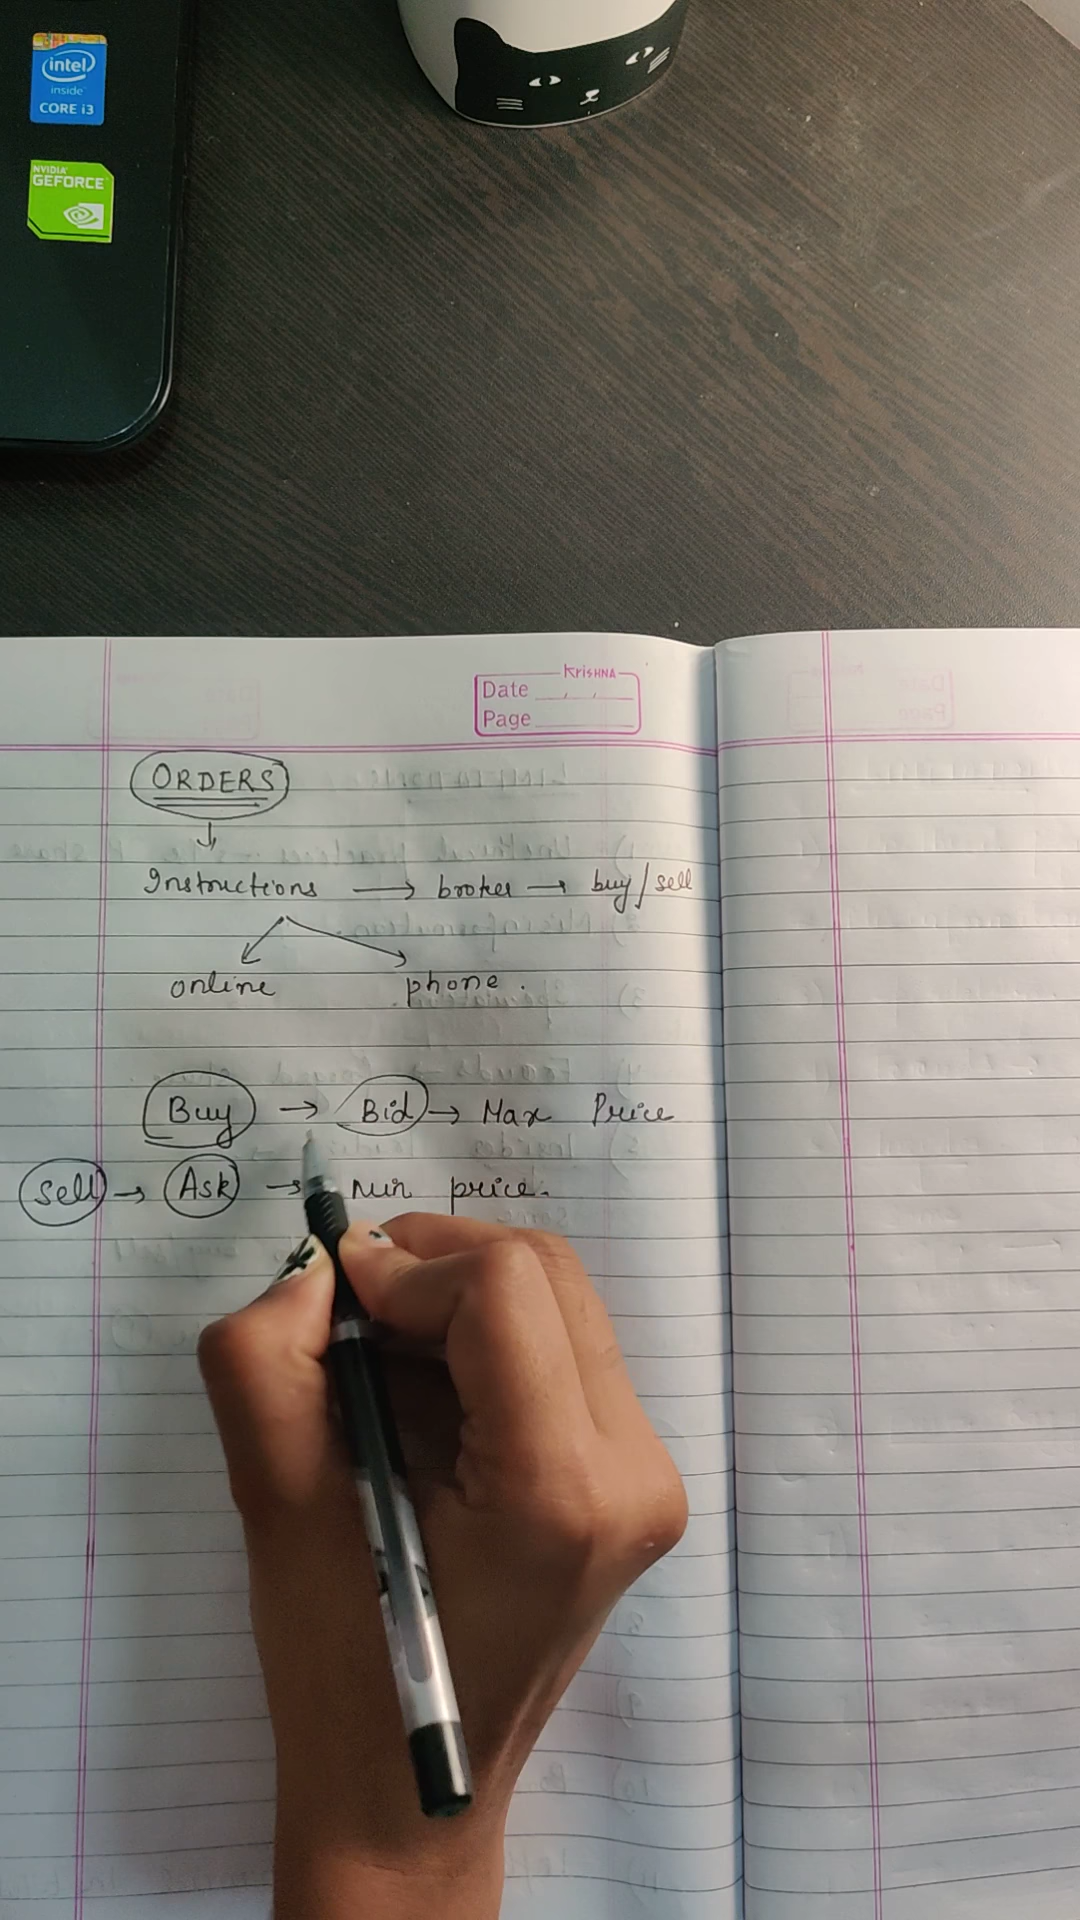 intel
inside
CORE i3
NVIDIA
GEFORCE
KRISHNA
Date
Page
ORDERS
↓
Instructions → broker → buy/sell
online phone.
Buy → Bid → Max Price
Sell → Ask → Min price.